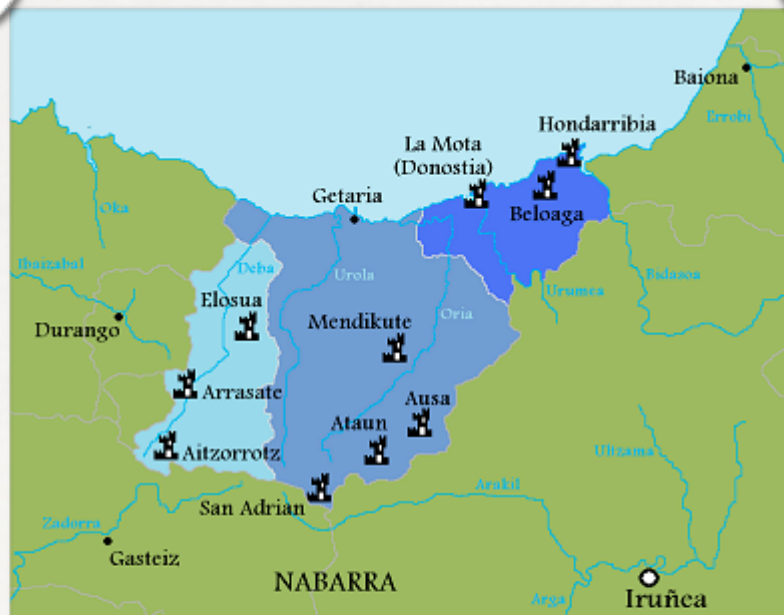 Baiona
Errobi
Hondarribia
La Mota
(Donostia)
Getaria
Beloaga
Oka
Ibaizabal
Deba
Urola
Bidasoa
Urumea
Elosua
Oria
Durango
Mendikute
Arrasate
Ausa
Ataun
Aitzorrotz
Ulizama
Arakil
San Adrian
Zadorra
Gasteiz
NABARRA
Arga
Iruñea